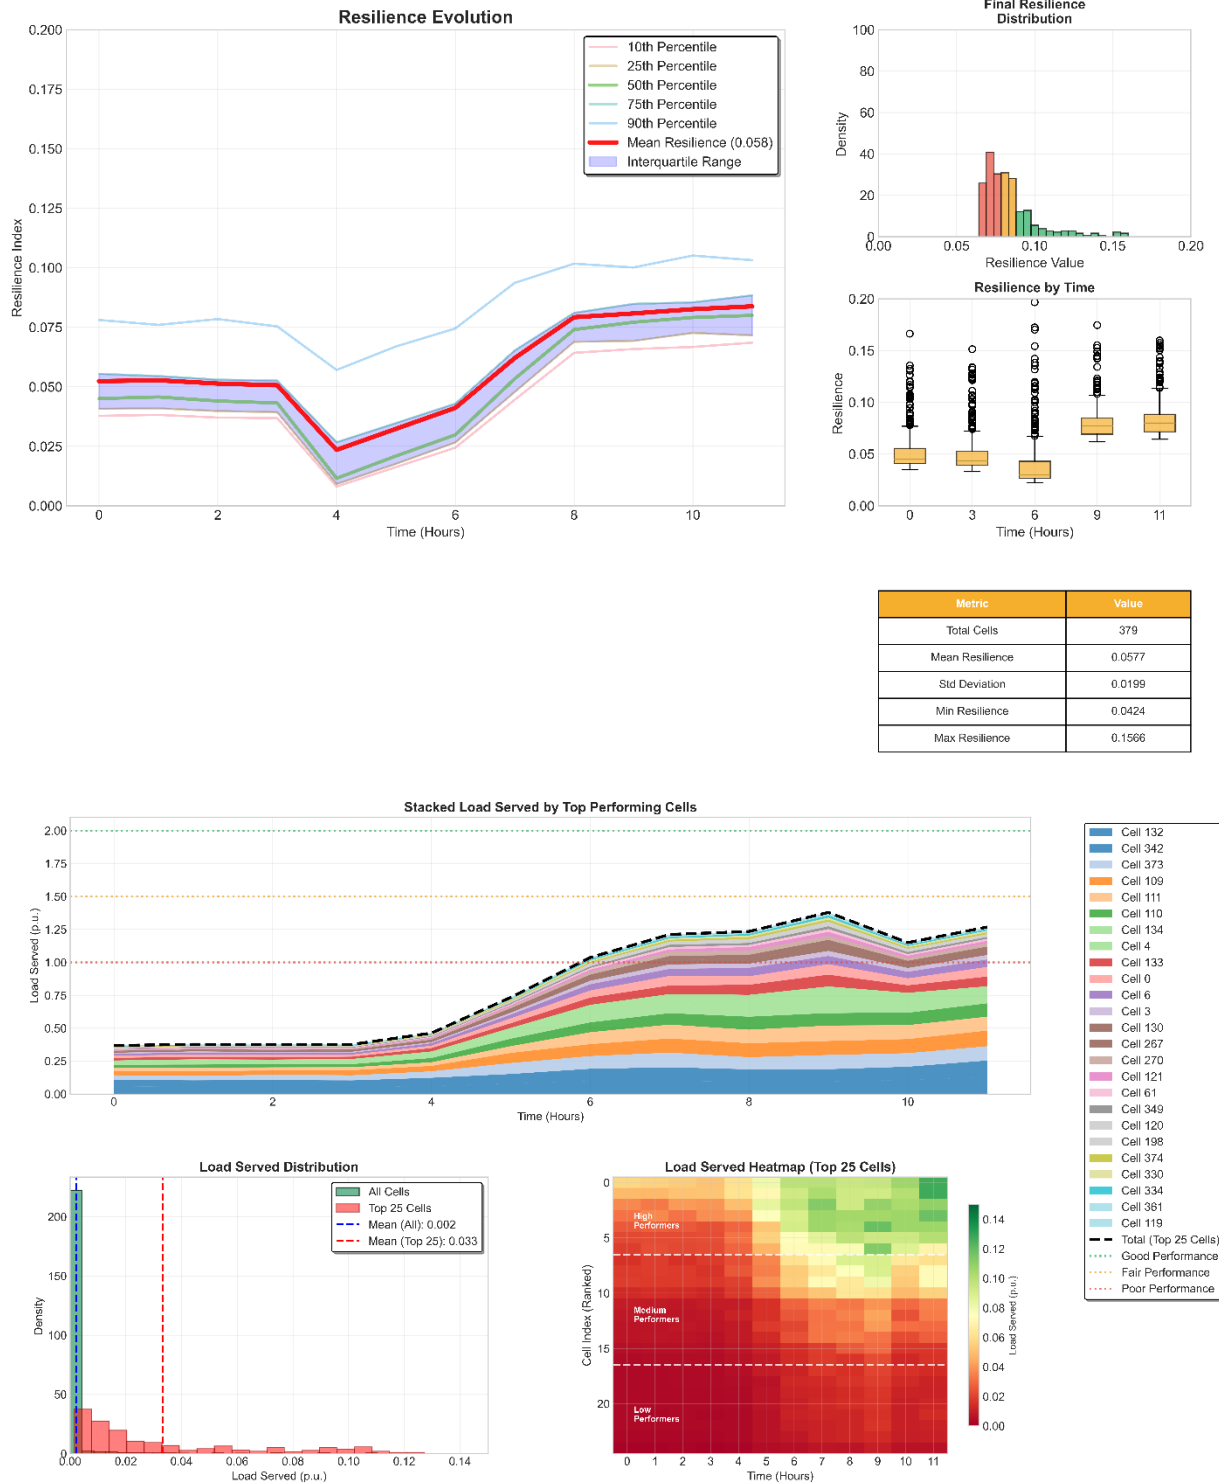 Resilience Evolution
0.200
0.175
0.150
0.125
0.100
0.075
0.050
0.025
0.000
Resilience Index
0
2
4
6
8
10
Time (Hours)
10th Percentile
25th Percentile
50th Percentile
75th Percentile
90th Percentile
Mean Resilience (0.058)
Interquartile Range
Final Resilience
Distribution
100
80
60
40
20
0
Density
0.00
0.05
0.10
0.15
0.20
Resilience Value
Resilience by Time
0.20
0.15
0.10
0.05
0.00
Resilience
0
3
6
9
11
Time (Hours)
Metric Value
Total Cells 379
Mean Resilience 0.0577
Std Deviation 0.0199
Min Resilience 0.0424
Max Resilience 0.1566
Stacked Load Served by Top Performing Cells
2.00
1.75
1.50
1.25
1.00
0.75
0.50
0.25
0.00
Load Served (p.u.)
0
2
4
6
8
10
Time (Hours)
Cell 132
Cell 342
Cell 373
Cell 109
Cell 111
Cell 110
Cell 134
Cell 4
Cell 133
Cell 0
Cell 6
Cell 3
Cell 130
Cell 267
Cell 270
Cell 121
Cell 61
Cell 349
Cell 120
Cell 198
Cell 374
Cell 330
Cell 334
Cell 361
Cell 119
Total (Top 25 Cells)
Good Performance
Fair Performance
Poor Performance
Load Served Distribution
200
150
100
50
0
Density
0.00
0.02
0.04
0.06
0.08
0.10
0.12
0.14
Load Served (p.u.)
All Cells
Top 25 Cells
Mean (All): 0.002
Mean (Top 25): 0.033
Load Served Heatmap (Top 25 Cells)
0
5
10
15
20
Cell Index (Ranked)
High
Performers
Medium
Performers
Low
Performers
0
1
2
3
4
5
6
7
8
9
10
11
Time (Hours)
0.14
0.12
0.10
0.08
0.06
0.04
0.02
0.00
Load Served (p.u.)